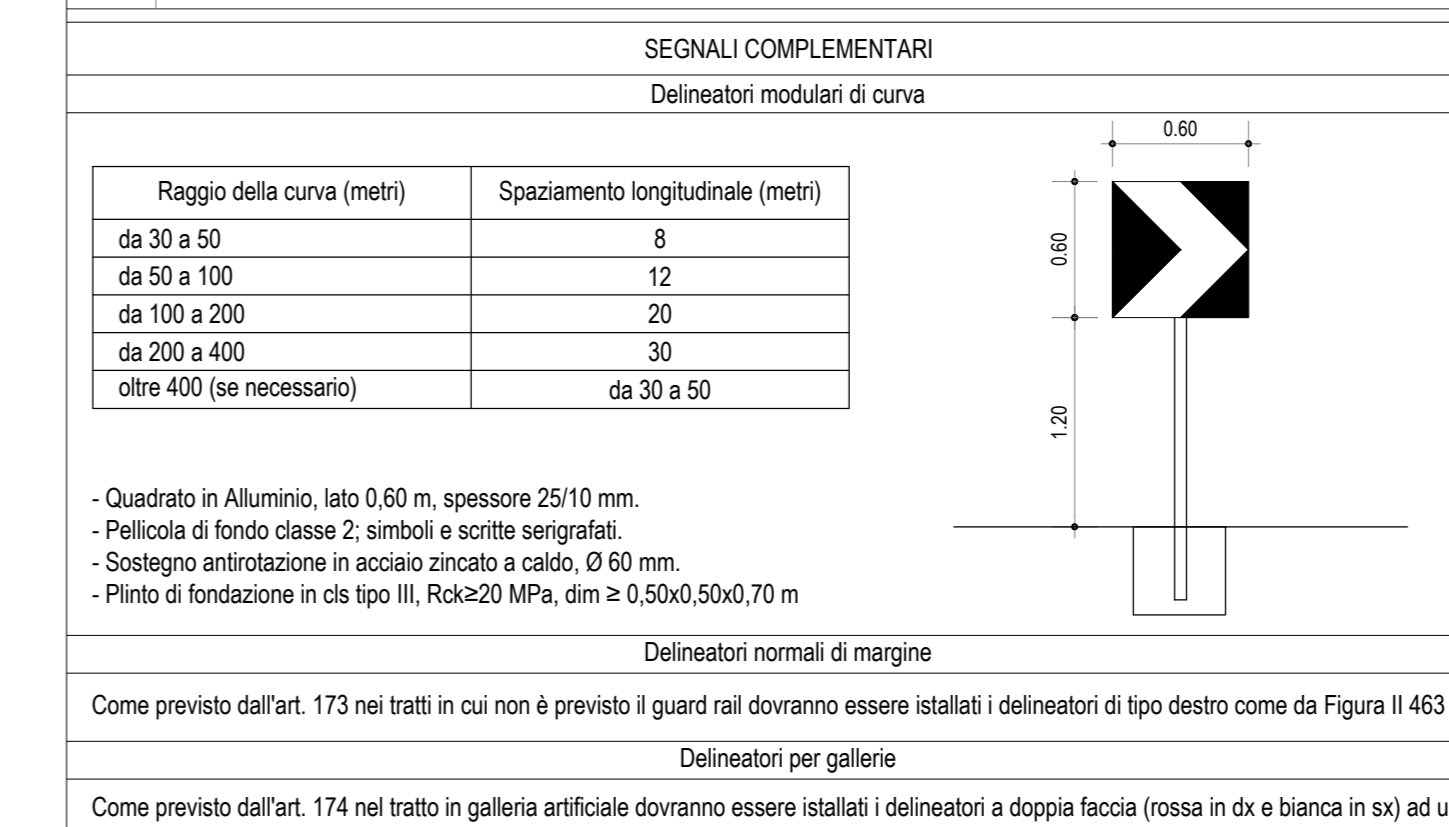 SEGNALI COMPLEMENTARI
Delineatori modulari di curva
0.60
Raggio della curva (metri) Spaziamento longitudinale (metri)
da 30 a 50 8
da 50 a 100 12
da 100 a 200 20
da 200 a 400 30
oltre 400 (se necessario) da 30 a 50
0.60
1.20
- Quadrato in Alluminio, lato 0,60 m, spessore 25/10 mm.
- Pellicola di fondo classe 2; simboli e scritte serigrafati.
- Sostegno antirotazione in acciaio zincato a caldo, Ø 60 mm.
- Plinto di fondazione in cls tipo III, Rck≥20 MPa, dim ≥ 0,50x0,50x0,70 m
Delineatori normali di margine
Come previsto dall'art. 173 nei tratti in cui non è previsto il guard rail dovranno essere istallati i delineatori di tipo destro come da Figura II 463
Delineatori per gallerie
Come previsto dall'art. 174 nel tratto in galleria artificiale dovranno essere istallati i delineatori a doppia faccia (rossa in dx e bianca in sx) ad